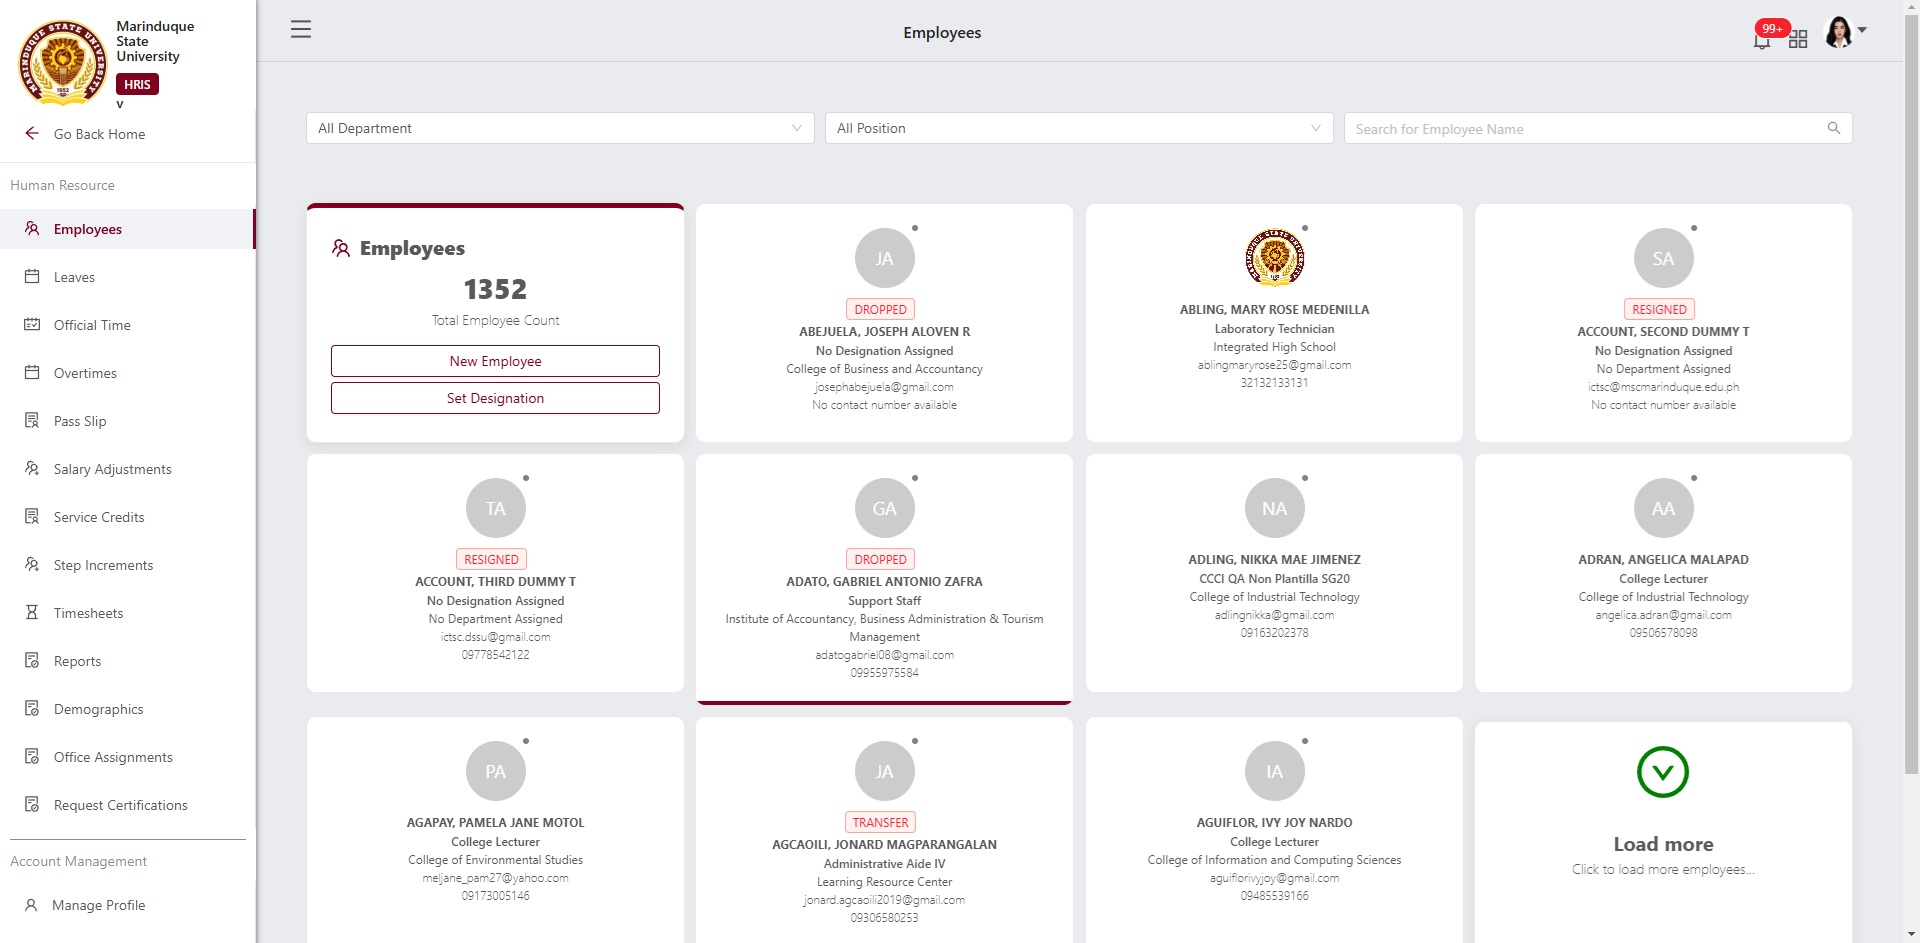 Marinduque
State
University
HRIS
v
Go Back Home
Human Resource
Employees
Leaves
Official Time
Overtimes
Pass Slip
Salary Adjustments
Service Credits
Step Increments
Timesheets
Reports
Demographics
Office Assignments
Request Certifications
Account Management
Manage Profile
Employees
99+
All Department
All Position
Search for Employee Name
Employees
1352
Total Employee Count
New Employee
Set Designation
JA
DROPPED
ABEJUELA, JOSEPH ALOVEN R
No Designation Assigned
College of Business and Accountancy
josephabejuela@gmail.com
No contact number available
ABLING, MARY ROSE MEDENILLA
Laboratory Technician
Integrated High School
ablingmaryrose25@gmail.com
32132133131
SA
RESIGNED
ACCOUNT, SECOND DUMMY T
No Designation Assigned
No Department Assigned
ictsc@mscmarinduque.edu.ph
No contact number available
TA
RESIGNED
ACCOUNT, THIRD DUMMY T
No Designation Assigned
No Department Assigned
ictsc.dssu@gmail.com
09778542122
GA
DROPPED
ADATO, GABRIEL ANTONIO ZAFRA
Support Staff
Institute of Accountancy, Business Administration & Tourism
Management
adatogabriel08@gmail.com
09955975584
NA
ADLING, NIKKA MAE JIMENEZ
CCCI QA Non Plantilla SG20
College of Industrial Technology
adlingnikka@gmail.com
09163202378
AA
ADRAN, ANGELICA MALAPAD
College Lecturer
College of Industrial Technology
angelica.adran@gmail.com
09506578098
PA
AGAPAY, PAMELA JANE MOTOL
College Lecturer
College of Environmental Studies
meljane_pam27@yahoo.com
09173005146
JA
TRANSFER
AGCAOILI, JONARD MAGPARANGALAN
Administrative Aide IV
Learning Resource Center
jonard.agcaoili2019@gmail.com
09306580253
IA
AGUIFLOR, IVY JOY NARDO
College Lecturer
College of Information and Computing Sciences
aguiflorivyjoy@gmail.com
09485539166
Load more
Click to load more employees...